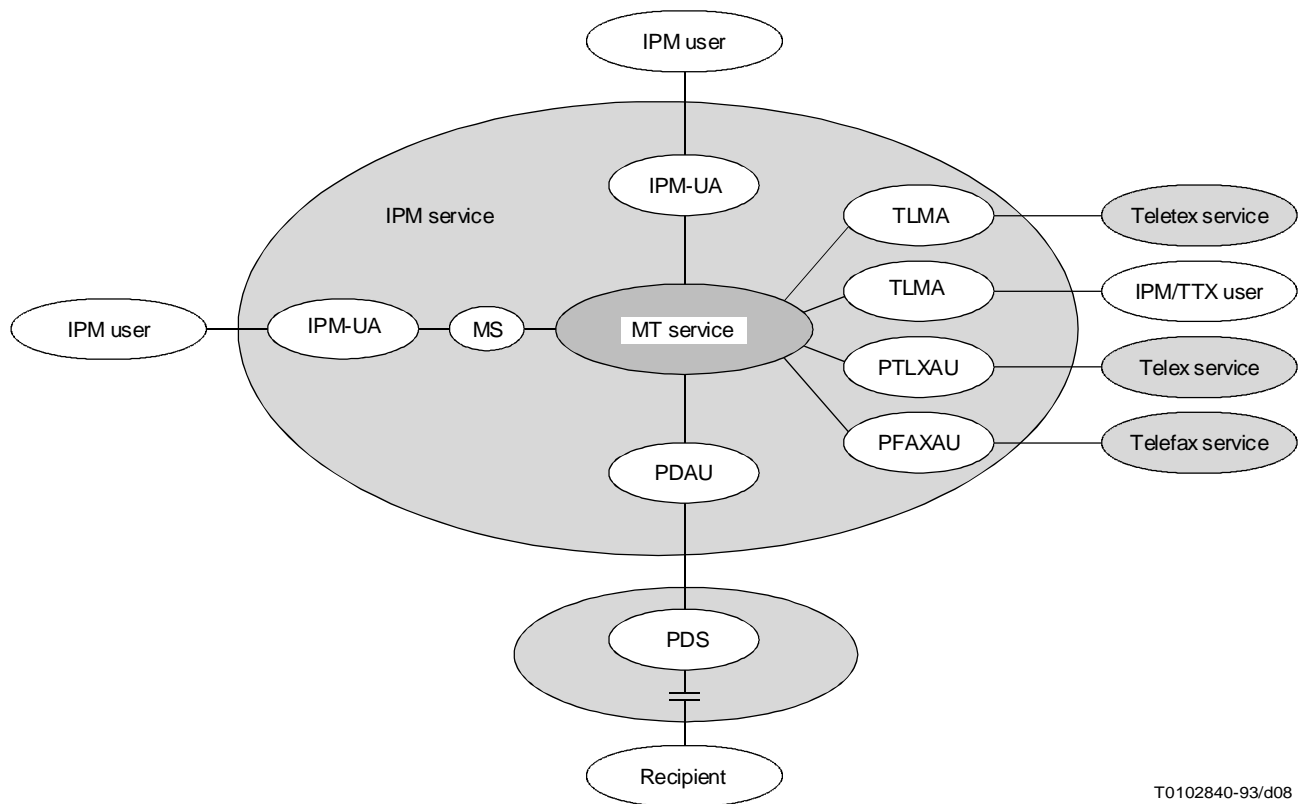 IPM user
IPM-UA
IPM service
TLMA
Teletex service
TLMA
IPM/TTX user
IPM user
IPM-UA
MS
MT service
PTLXAU
Telex service
PFAXAU
Telefax service
PDAU
PDS
Recipient
T0102840-93/d08